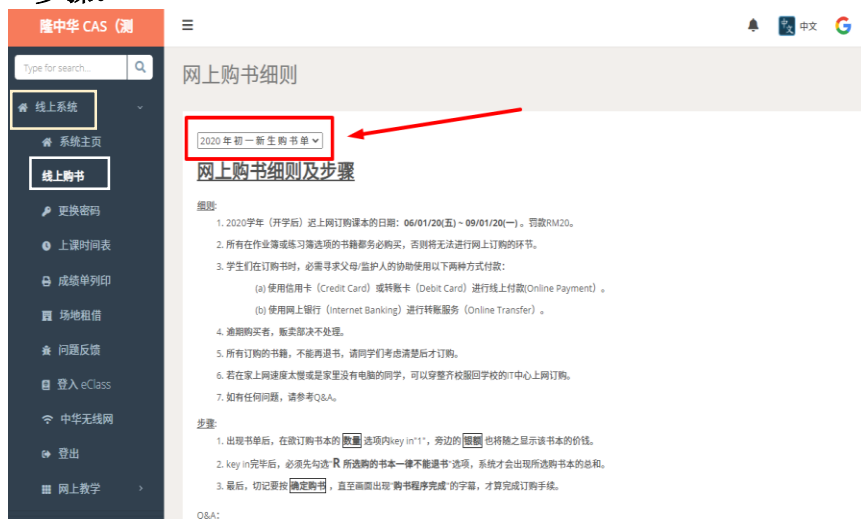 隆中华 CAS（测
中文
Type for search...
网上购书细则
线上系统
系统主页
线上购书
更换密码
上课时间表
成绩单列印
场地租借
问题反馈
登入 eClass
中华无线网
登出
网上教学
2020 年初一新生购书单
网上购书细则及步骤
细则:
1. 2020学年（开学后）迟上网订购课本的日期：06/01/20(五) ~ 09/01/20(一) 。罚款RM20。
2. 所有在作业簿或练习簿选项的书籍都务必购买，否则将无法进行网上订购的环节。
3. 学生们在订购书时，必需寻求父母/监护人的协助使用以下两种方式付款：
(a) 使用信用卡（Credit Card）或转账卡（Debit Card）进行线上付款(Online Payment) 。
(b) 使用网上银行（Internet Banking）进行转账服务（Online Transfer）。
4. 逾期购买者，贩卖部决不处理。
5. 所有订购的书籍，不能再退书，请同学们考虑清楚后才订购。
6. 若在家上网速度太慢或是家里没有电脑的同学，可以穿整齐校服回学校的IT中心上网订购。
7. 如有任何问题，请参考Q&A。
步骤:
1. 出现书单后，在欲订购书本的 数量 选项内key in"1"，旁边的 银额 也将随之显示该书本的价钱。
2. key in完毕后，必须先勾选"R 所选购的书本一律不能退书"选项，系统才会出现所选购书本的总和。
3. 最后，切记要按 确定购书 ，直至画面出现"购书程序完成"的字幕，才算完成订购手续。
Q&A: